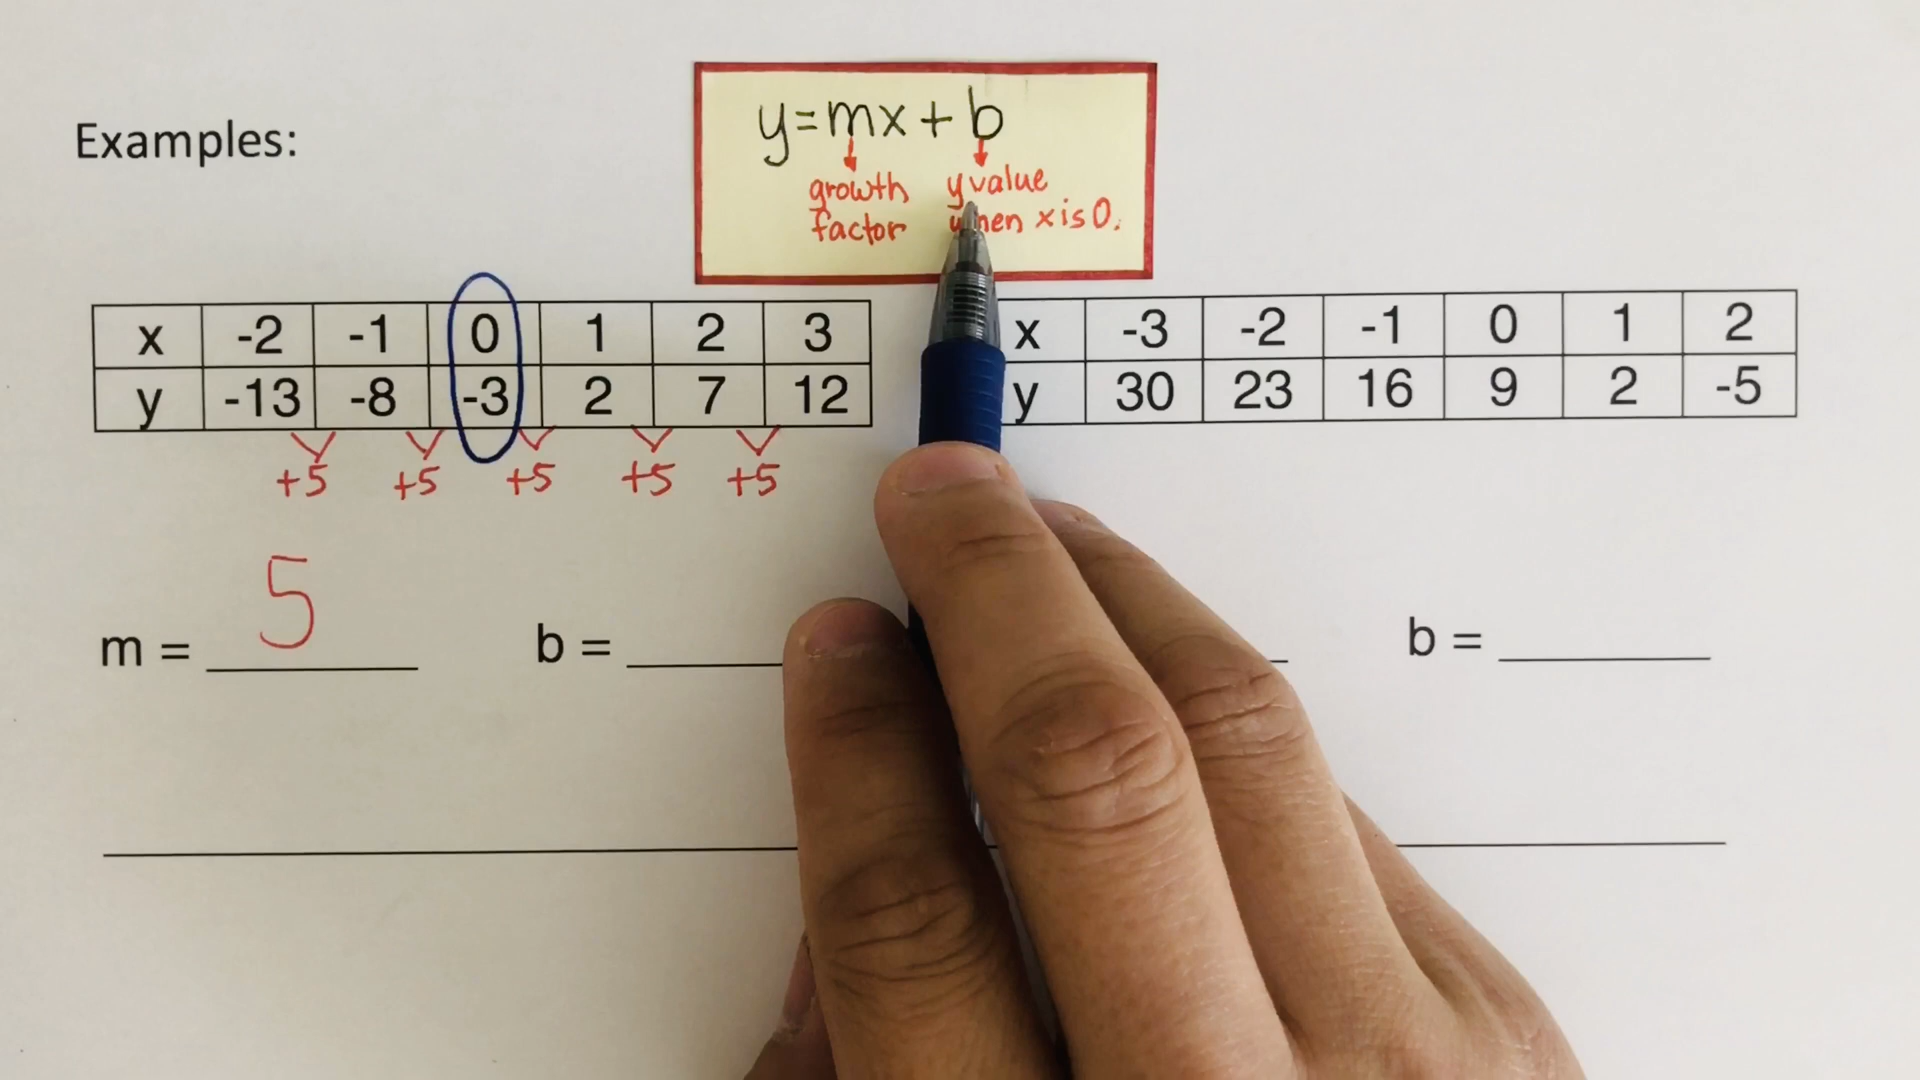 Examples:
y=mx+b
growth factor
y value when x is 0.
x -2 -1 0 1 2 3
y -13 -8 -3 2 7 12
+5 +5 +5 +5 +5
x -3 -2 -1 0 1 2
y 30 23 16 9 2 -5
m = 5
b =
b =